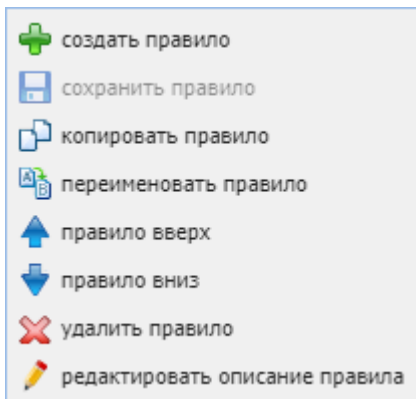 создать правило
сохранить правило
копировать правило
переименовать правило
правило вверх
правило вниз
удалить правило
редактировать описание правила